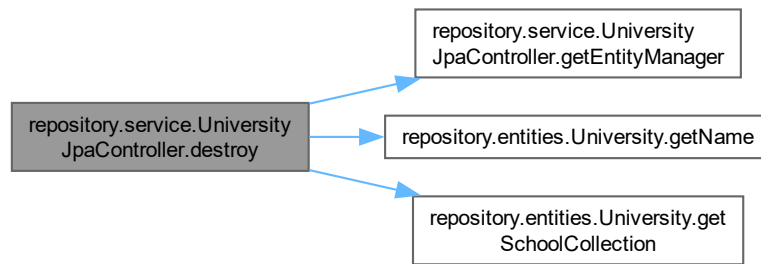 repository.service.University
JpaController.getEntityManager
repository.service.University
JpaController.destroy
repository.entities.University.getName
repository.entities.University.get
SchoolCollection